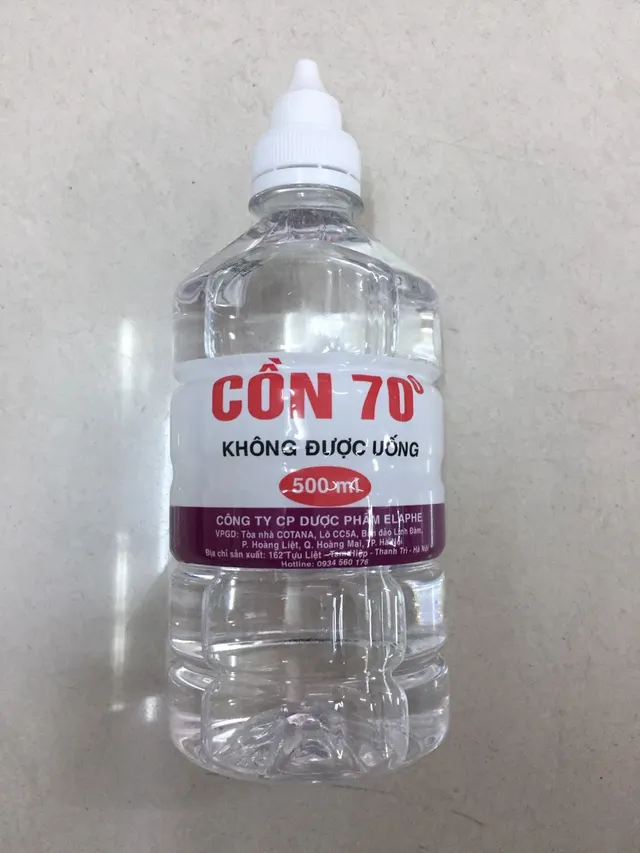 CỒN 70⁰
KHÔNG ĐƯỢC UỐNG
500 ml
CÔNG TY CP DƯỢC PHẨM ELAPHE
VPGD: Tòa nhà COTANA, Lô CC5A, Bán đảo Linh Đàm,
P. Hoàng Liệt, Q. Hoàng Mai, TP. Hà Nội
Địa chỉ sản xuất: 162 Tựu Liệt - Tam Hiệp - Thanh Trì - Hà Nội
Hotline: 0934 560 176